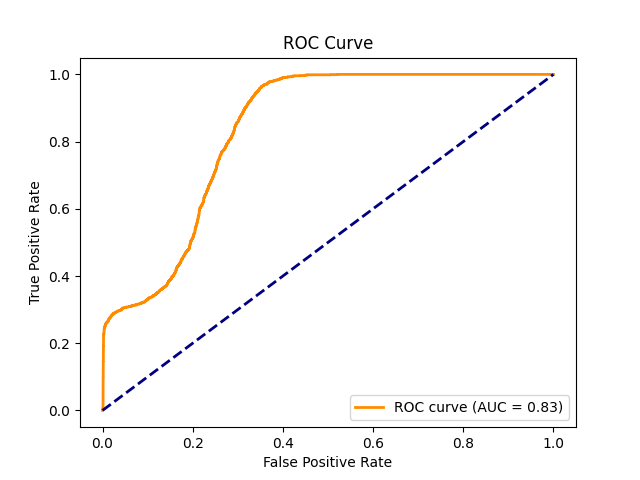 ROC Curve
True Positive Rate
1.0
0.8
0.6
0.4
0.2
0.0
ROC curve (AUC = 0.83)
0.0 0.2 0.4 0.6 0.8 1.0
False Positive Rate